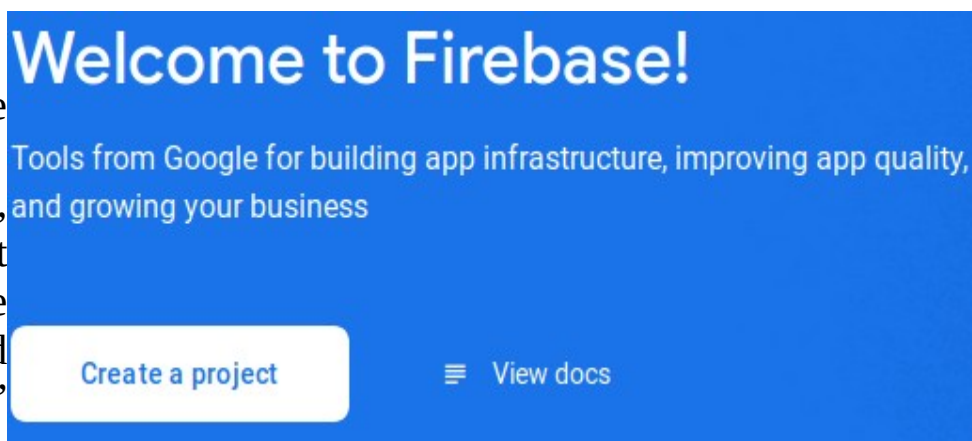 Welcome to Firebase!
Tools from Google for building app infrastructure, improving app quality,
and growing your business
Create a project
View docs